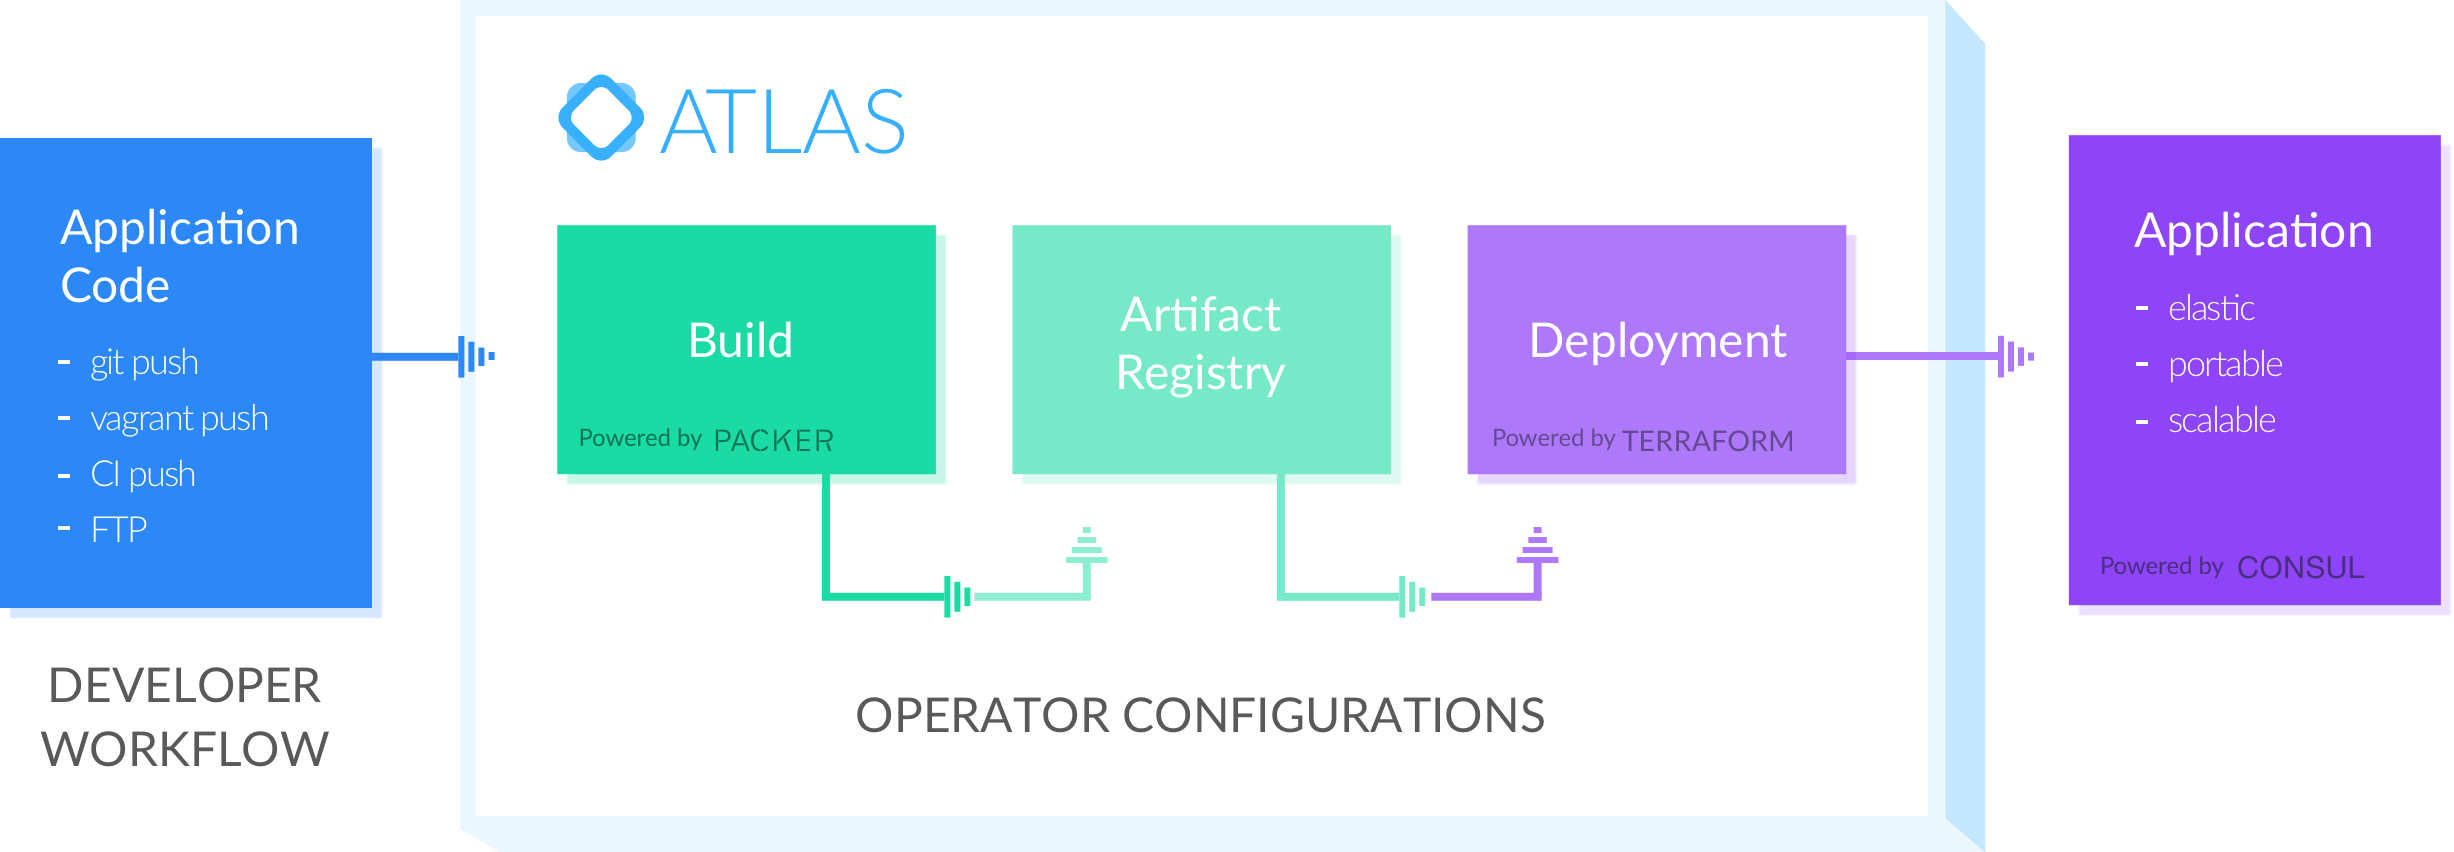 Application
Code
- git push
- vagrant push
- CI push
- FTP
DEVELOPER
WORKFLOW
ATLAS
Build
Powered by PACKER
Artifact
Registry
Deployment
Powered by TERRAFORM
OPERATOR CONFIGURATIONS
Application
- elastic
- portable
- scalable
Powered by CONSUL